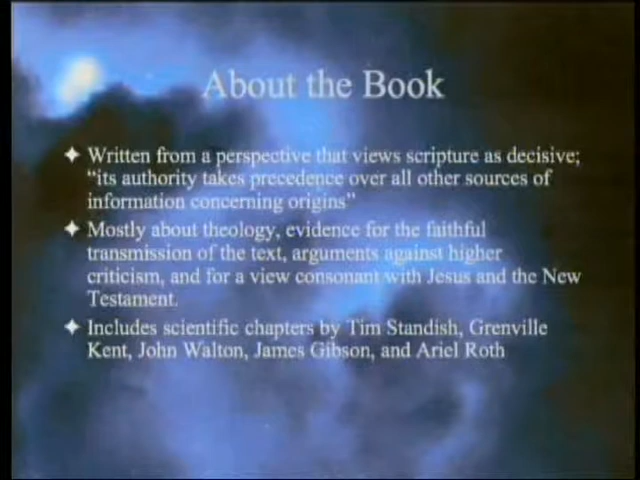 About the Book
Written from a perspective that views scripture as decisive;
“its authority takes precedence over all other sources of
information concerning origins”
Mostly about theology, evidence for the faithful
transmission of the text, arguments against higher
criticism, and for a view consonant with Jesus and the New
Testament.
Includes scientific chapters by Tim Standish, Grenville
Kent, John Walton, James Gibson, and Ariel Roth